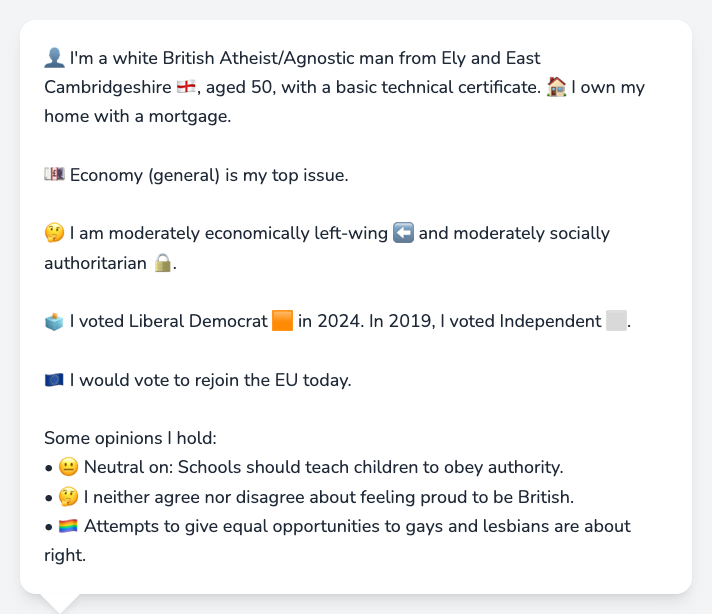 👤 I'm a white British Atheist/Agnostic man from Ely and East
Cambridgeshire 🏴󠁧󠁢󠁥󠁮󠁧󠁿, aged 50, with a basic technical certificate. 🏠 I own my
home with a mortgage.
💷 Economy (general) is my top issue.
🤔 I am moderately economically left-wing ⬅️ and moderately socially
authoritarian 🔒.
🗳️ I voted Liberal Democrat 🟧 in 2024. In 2019, I voted Independent ⬜.
🇪🇺 I would vote to rejoin the EU today.
Some opinions I hold:
• 😐 Neutral on: Schools should teach children to obey authority.
• 🤔 I neither agree nor disagree about feeling proud to be British.
• 🏳️‍🌈 Attempts to give equal opportunities to gays and lesbians are about
right.